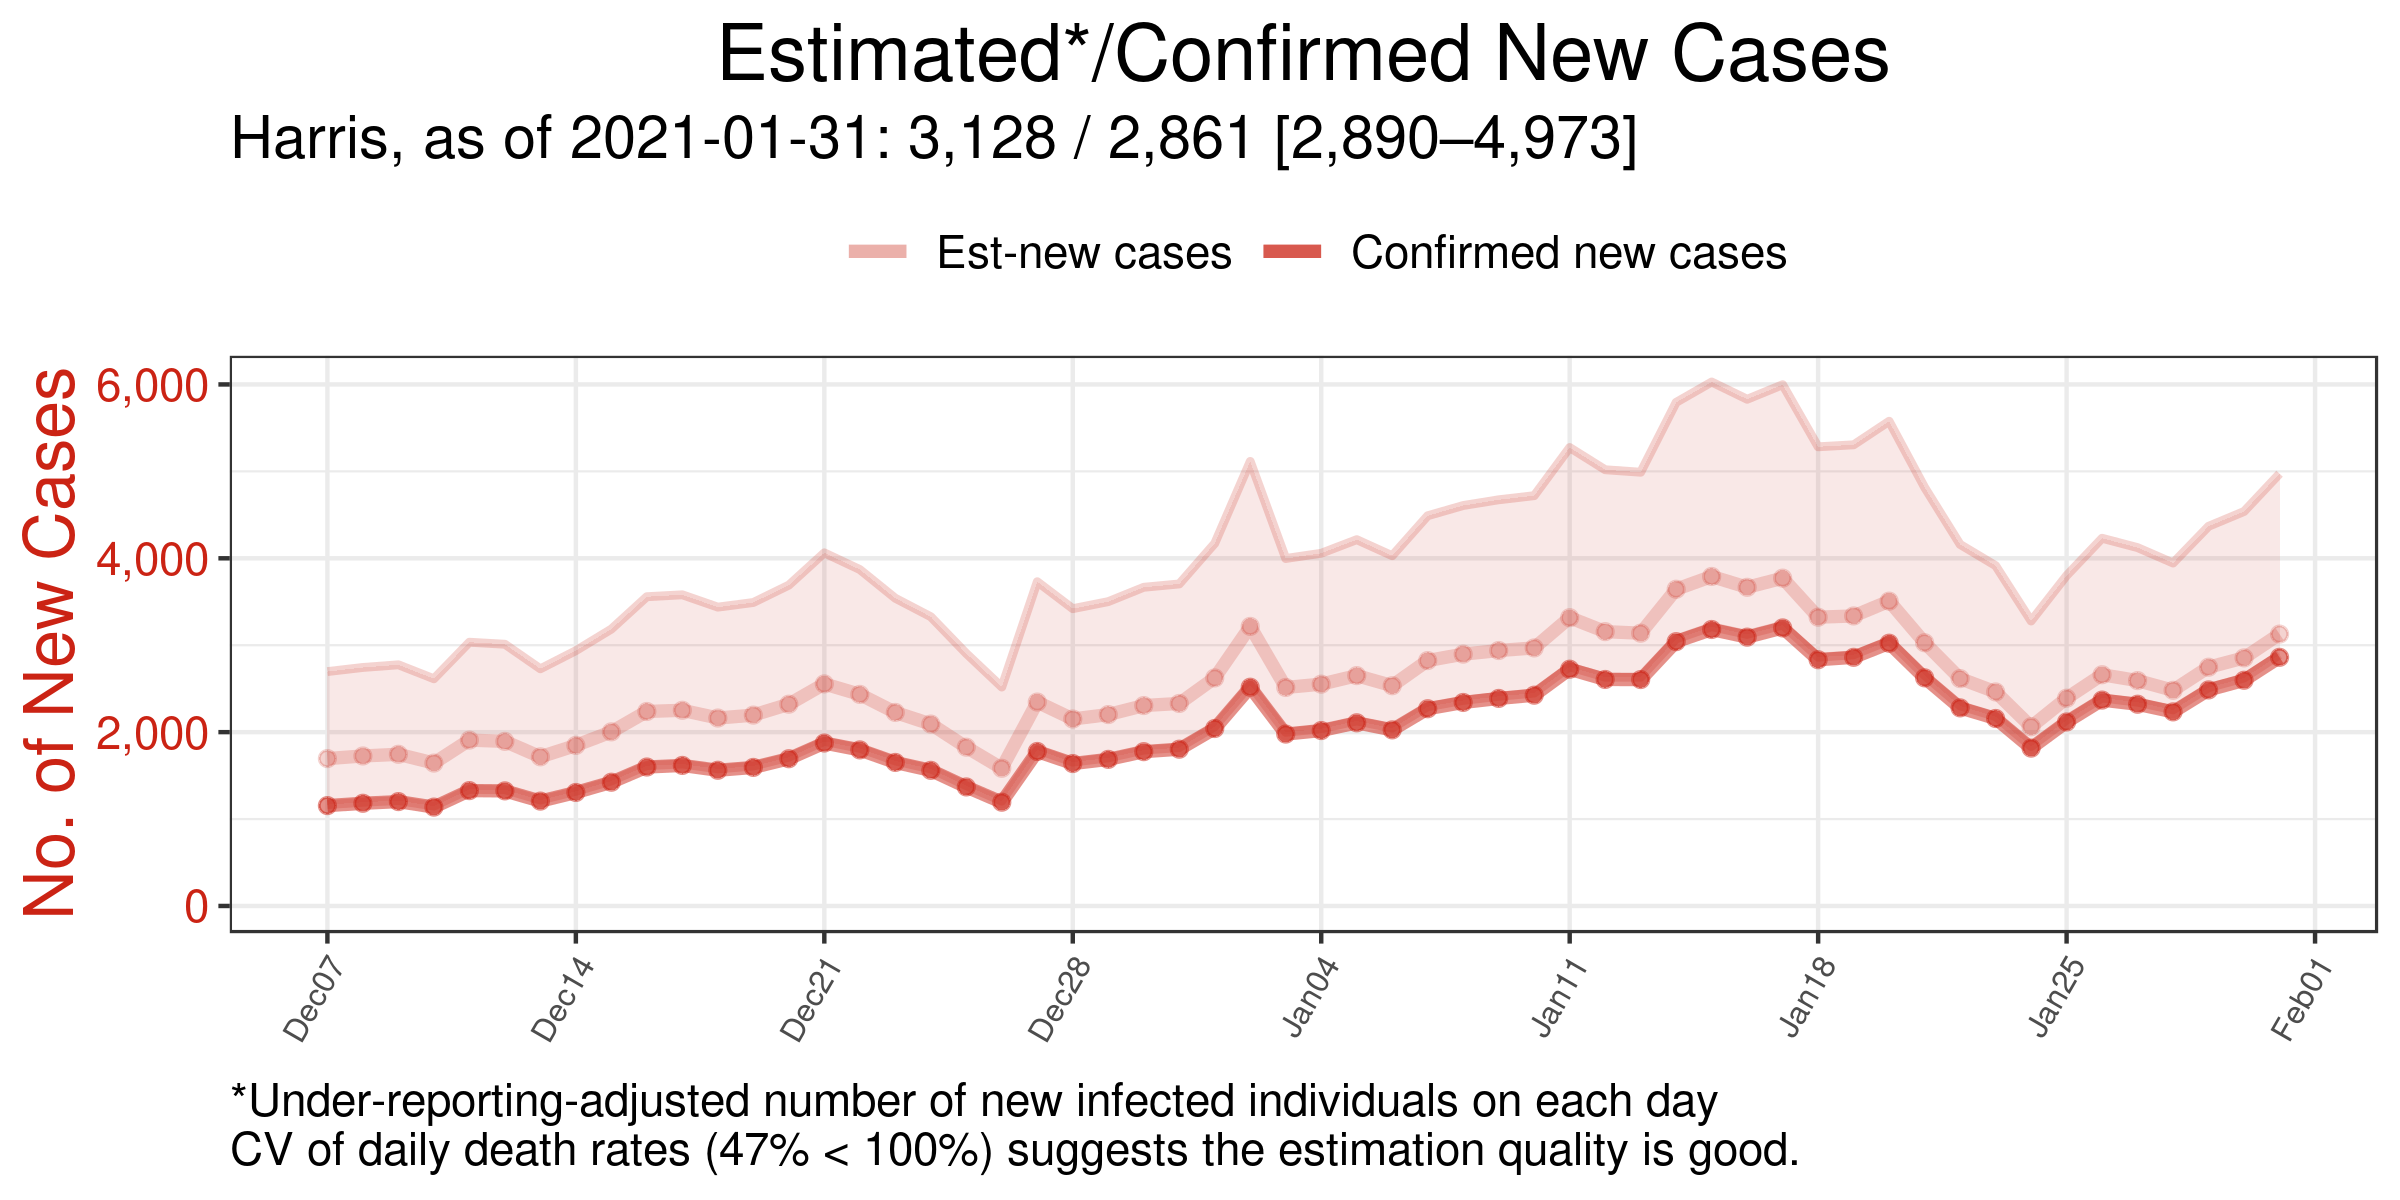 Estimated*/Confirmed New Cases
Harris, as of 2021-01-31: 3,128 / 2,861 [2,890–4,973]
Est-new cases
Confirmed new cases
No. of New Cases
6,000
4,000
2,000
0
Dec07
Dec14
Dec21
Dec28
Jan04
Jan11
Jan18
Jan25
Feb01
*Under-reporting-adjusted number of new infected individuals on each day
CV of daily death rates (47% < 100%) suggests the estimation quality is good.